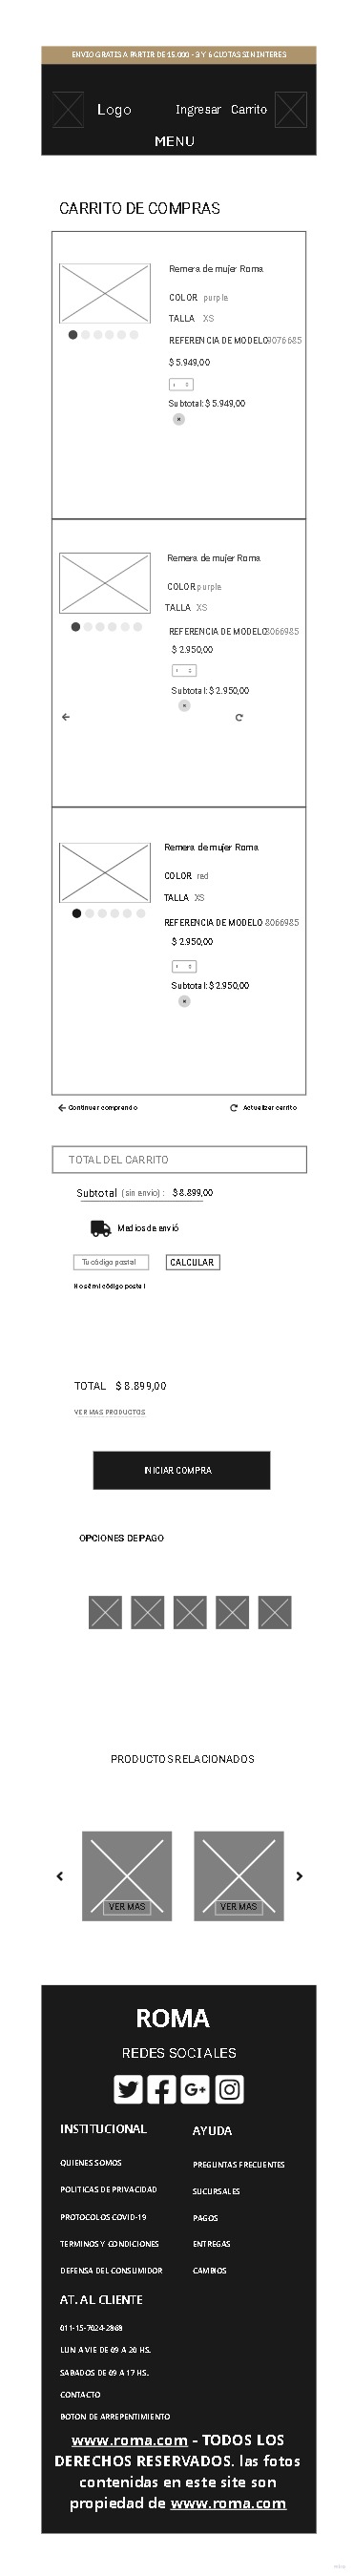 ENVIO GRATIS A PARTIR DE 15.000 - 3 Y 6 CUOTAS SIN INTERES
Logo Ingresar Carrito
MENU
CARRITO DE COMPRAS
Remera de mujer Roma
COLOR purple
TALLA XS
REFERENCIA DE MODELO 9076685
$ 5.949,00
Subtotal: $ 5.949,00
Remera de mujer Roma
COLOR purple
TALLA XS
REFERENCIA DE MODELO 8066985
$ 2.950,00
Subtotal: $ 2.950,00
Remera de mujer Roma
COLOR red
TALLA XS
REFERENCIA DE MODELO 8066985
$ 2.950,00
Subtotal: $ 2.950,00
Continuar comprando Actualizar carrito
TOTAL DEL CARRITO
Subtotal (sin envio) : $ 8.899,00
Medios de envió
Tu código postal CALCULAR
No sé mi código postal
TOTAL $ 8.899,00
VER MAS PRODUCTOS
INICIAR COMPRA
OPCIONES DE PAGO
PRODUCTOS RELACIONADOS
VER MAS VER MAS
ROMA
REDES SOCIALES
INSTITUCIONAL AYUDA
QUIENES SOMOS PREGUNTAS FRECUENTES
POLITICAS DE PRIVACIDAD SUCURSALES
PROTOCOLOS COVID-19 PAGOS
TERMINOS Y CONDICIONES ENTREGAS
DEFENSA DEL CONSUMIDOR CAMBIOS
AT. AL CLIENTE
011-15-7024-2868
LUN A VIE DE 09 A 20 HS.
SABADOS DE 09 A 17 HS.
CONTACTO
BOTON DE ARREPENTIMIENTO
www.roma.com - TODOS LOS
DERECHOS RESERVADOS. las fotos
contenidas en este site son
propiedad de www.roma.com